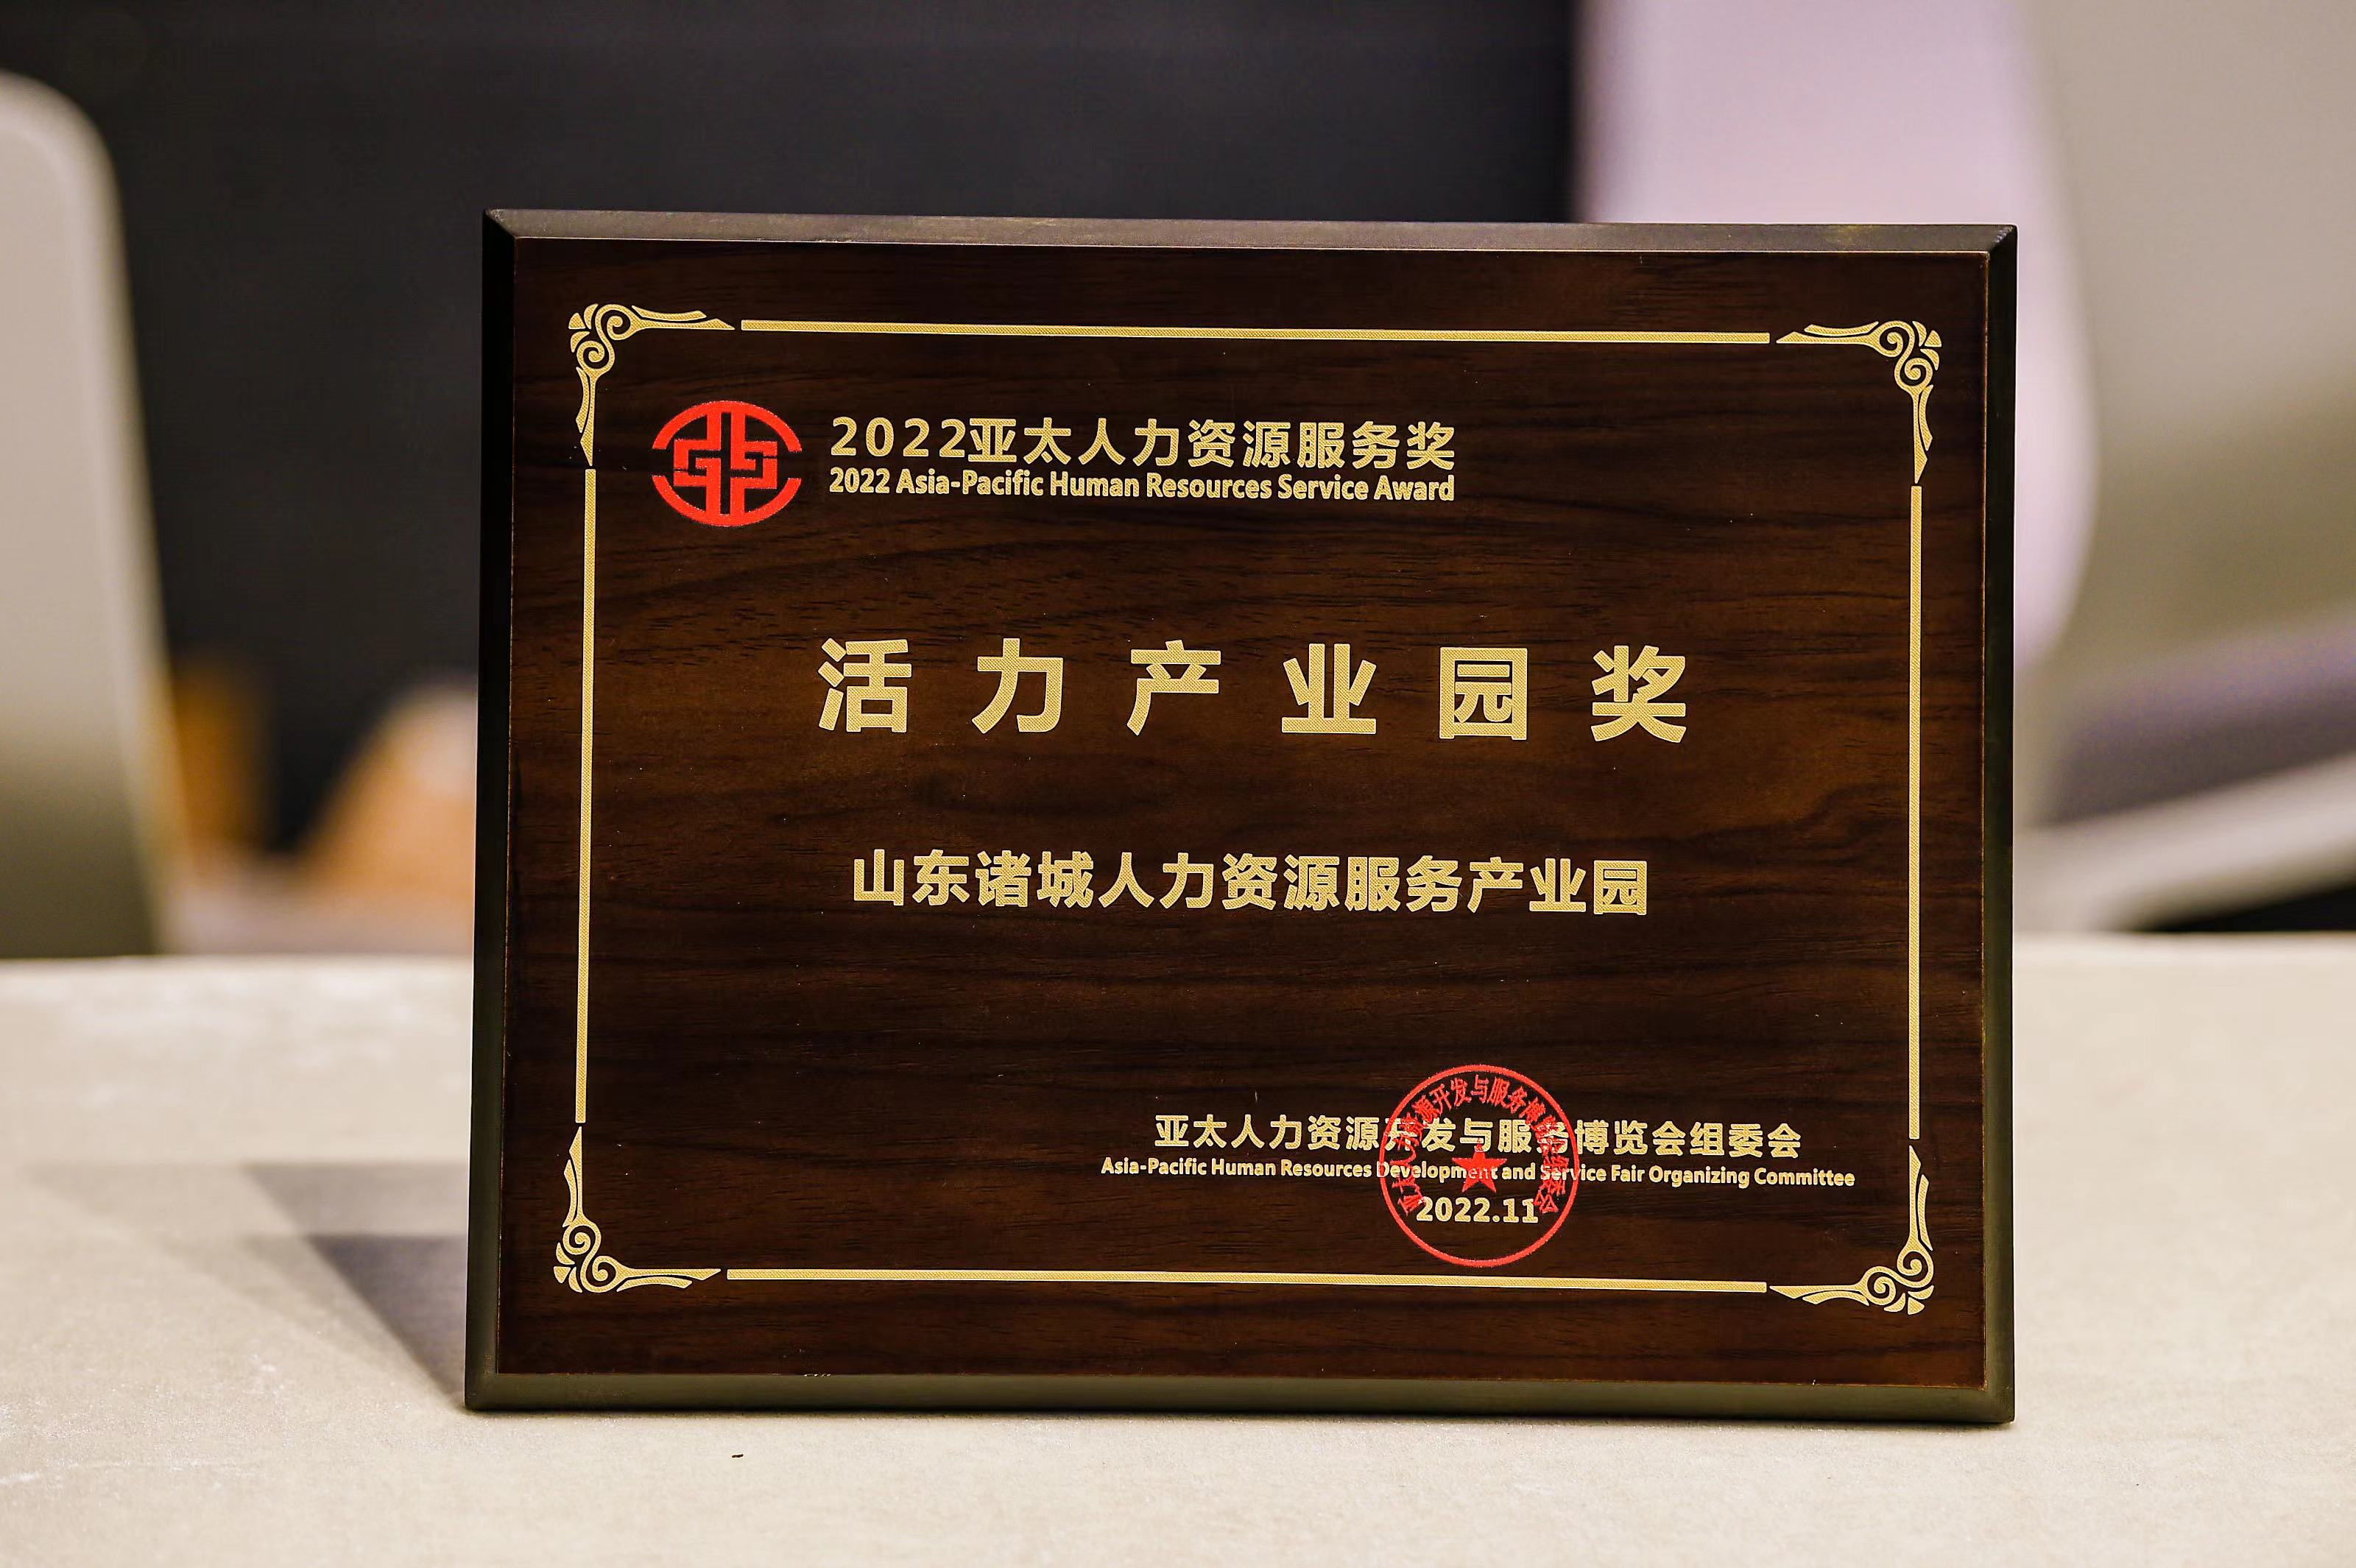 2022亚太人力资源服务奖
2022 Asia-Pacific Human Resources Service Award
活力产业园奖
山东诸城人力资源服务产业园
亚太人力资源开发与服务博览会组委会
Asia-Pacific Human Resources Development and Service Fair Organizing Committee
2022.11